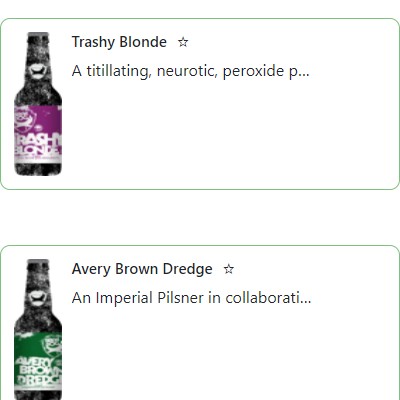 Trashy Blonde ☆
A titillating, neurotic, peroxide p...
TRASHY
BLONDE
Avery Brown Dredge ☆
An Imperial Pilsner in collaborati...
AVERY
BROWN
DREDGE